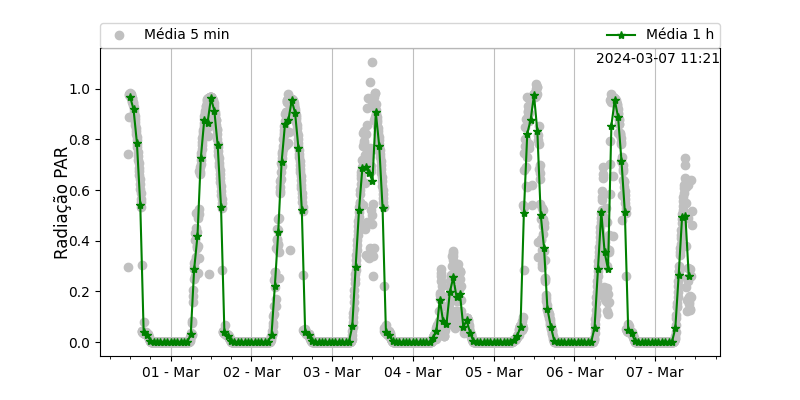 Média 5 min
Média 1 h
2024-03-07 11:21
Radiação PAR
1.0
0.8
0.6
0.4
0.2
0.0
01 - Mar
02 - Mar
03 - Mar
04 - Mar
05 - Mar
06 - Mar
07 - Mar